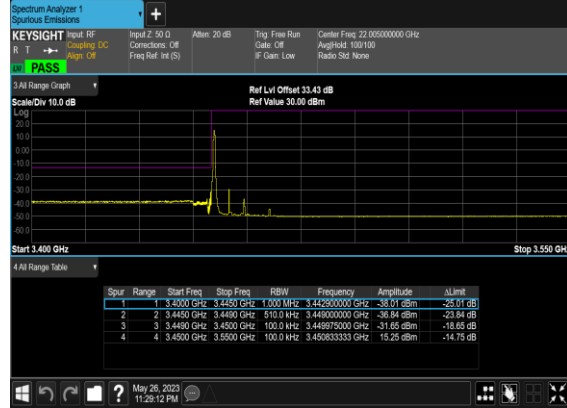 Spectrum Analyzer 1
Spurious Emissions
KEYSIGHT Input: RF Input Z: 50 Ω Atten: 20 dB Trig: Free Run Center Freq: 22.005000000 GHz
R T Coupling: DC Corrections: Off Gate: Off Avg|Hold: 100/100
Align: Off Freq Ref: Int (S) IF Gain: Low Radio Std: None
LW PASS
3 All Range Graph
Ref Lvl Offset 33.43 dB
Scale/Div 10.0 dB Ref Value 30.00 dBm
Log
20.0
10.0
0.00
-10.0
-20.0
-30.0
-40.0
-50.0
-60.0
Start 3.400 GHz Stop 3.550 GHz
4 All Range Table
Spur Range Start Freq Stop Freq RBW Frequency Amplitude ΔLimit
1 1 3.4000 GHz 3.4450 GHz 1.000 MHz 3.442900000 GHz -38.01 dBm -25.01 dB
2 2 3.4450 GHz 3.4490 GHz 510.0 kHz 3.449000000 GHz -36.84 dBm -23.84 dB
3 3 3.4490 GHz 3.4500 GHz 100.0 kHz 3.449975000 GHz -31.65 dBm -18.65 dB
4 4 3.4500 GHz 3.5500 GHz 100.0 kHz 3.450833333 GHz 15.25 dBm -14.75 dB
? May 26, 2023
11:29:12 PM